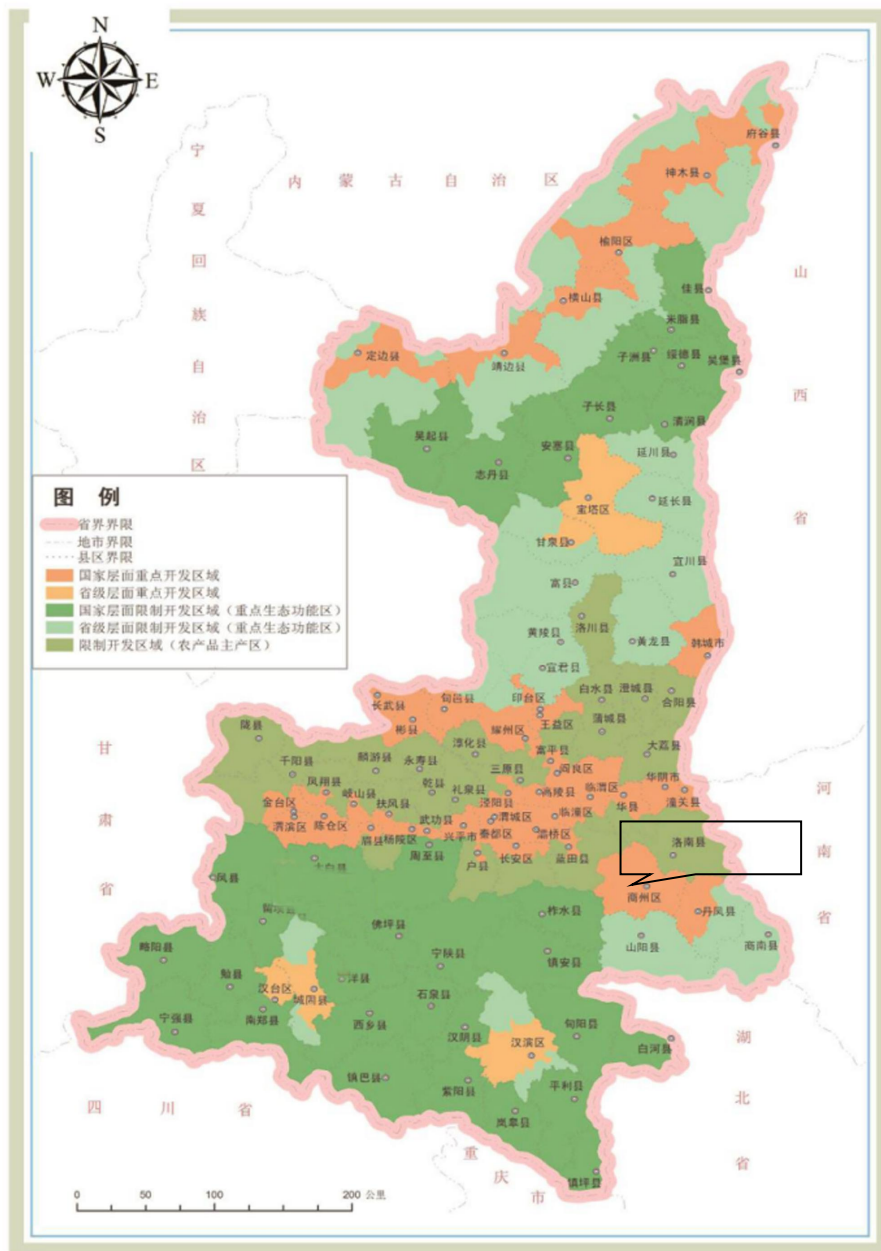 N
W
E
S
宁夏回族自治区
内蒙古自治区
山西省
甘肃省
河南省
四川省
重庆市
湖北省
府谷县
神木县
榆阳区
横山县
佳县
米脂县
定边县
靖边县
子洲县
绥德县
吴堡县
子长县
清涧县
吴起县
志丹县
安塞县
延川县
图 例
省界界限
地市界限
县区界限
国家层面重点开发区域
省级层面重点开发区域
国家层面限制开发区域（重点生态功能区）
省级层面限制开发区域（重点生态功能区）
限制开发区域（农产品主产区）
宝塔区
延长县
甘泉县
宜川县
富县
洛川县
黄陵县
黄龙县
韩城市
宜君县
长武县
旬邑县
印台区
白水县
澄城县
合阳县
陇县
彬县
耀州区
王益区
蒲城县
淳化县
富平县
大荔县
千阳县
麟游县
永寿县
三原县
阎良区
凤翔县
乾县
礼泉县
高陵县
临渭区
华阴市
金台区
岐山县
扶风县
泾阳县
华县
潼关县
渭滨区
陈仓区
武功县
渭城区
临潼区
眉县
杨陵区
兴平市
秦都区
灞桥区
周至县
户县
长安区
蓝田县
洛南县
太白县
凤县
商州区
留坝县
佛坪县
柞水县
丹凤县
略阳县
宁陕县
镇安县
山阳县
商南县
勉县
汉台区
城固县
洋县
石泉县
宁强县
南郑县
西乡县
汉阴县
汉滨区
旬阳县
白河县
镇巴县
紫阳县
平利县
岚皋县
镇坪县
0 50 100 200 公里